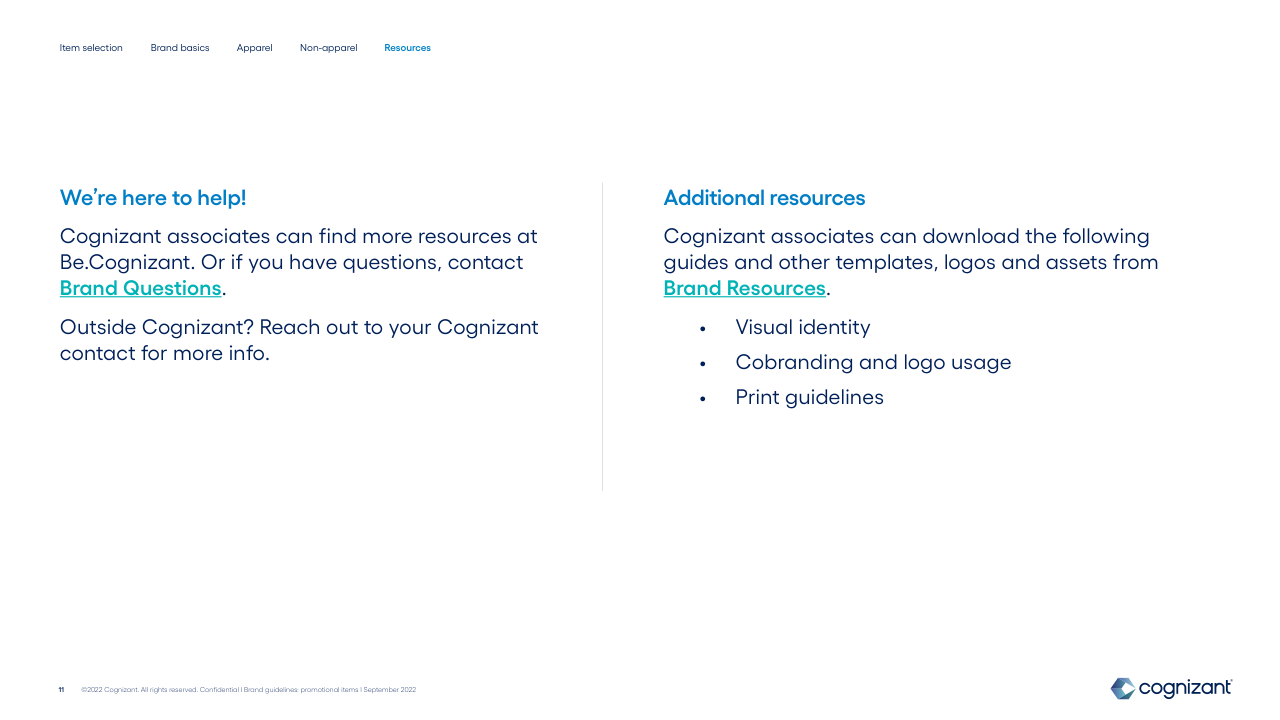 Item selection Brand basics Apparel Non-apparel Resources
We’re here to help!
Cognizant associates can find more resources at
Be.Cognizant. Or if you have questions, contact
Brand Questions.
Outside Cognizant? Reach out to your Cognizant
contact for more info.
Additional resources
Cognizant associates can download the following
guides and other templates, logos and assets from
Brand Resources.
• Visual identity
• Cobranding and logo usage
• Print guidelines
11 ©2022 Cognizant. All rights reserved. Confidential | Brand guidelines: promotional items | September 2022
cognizant®